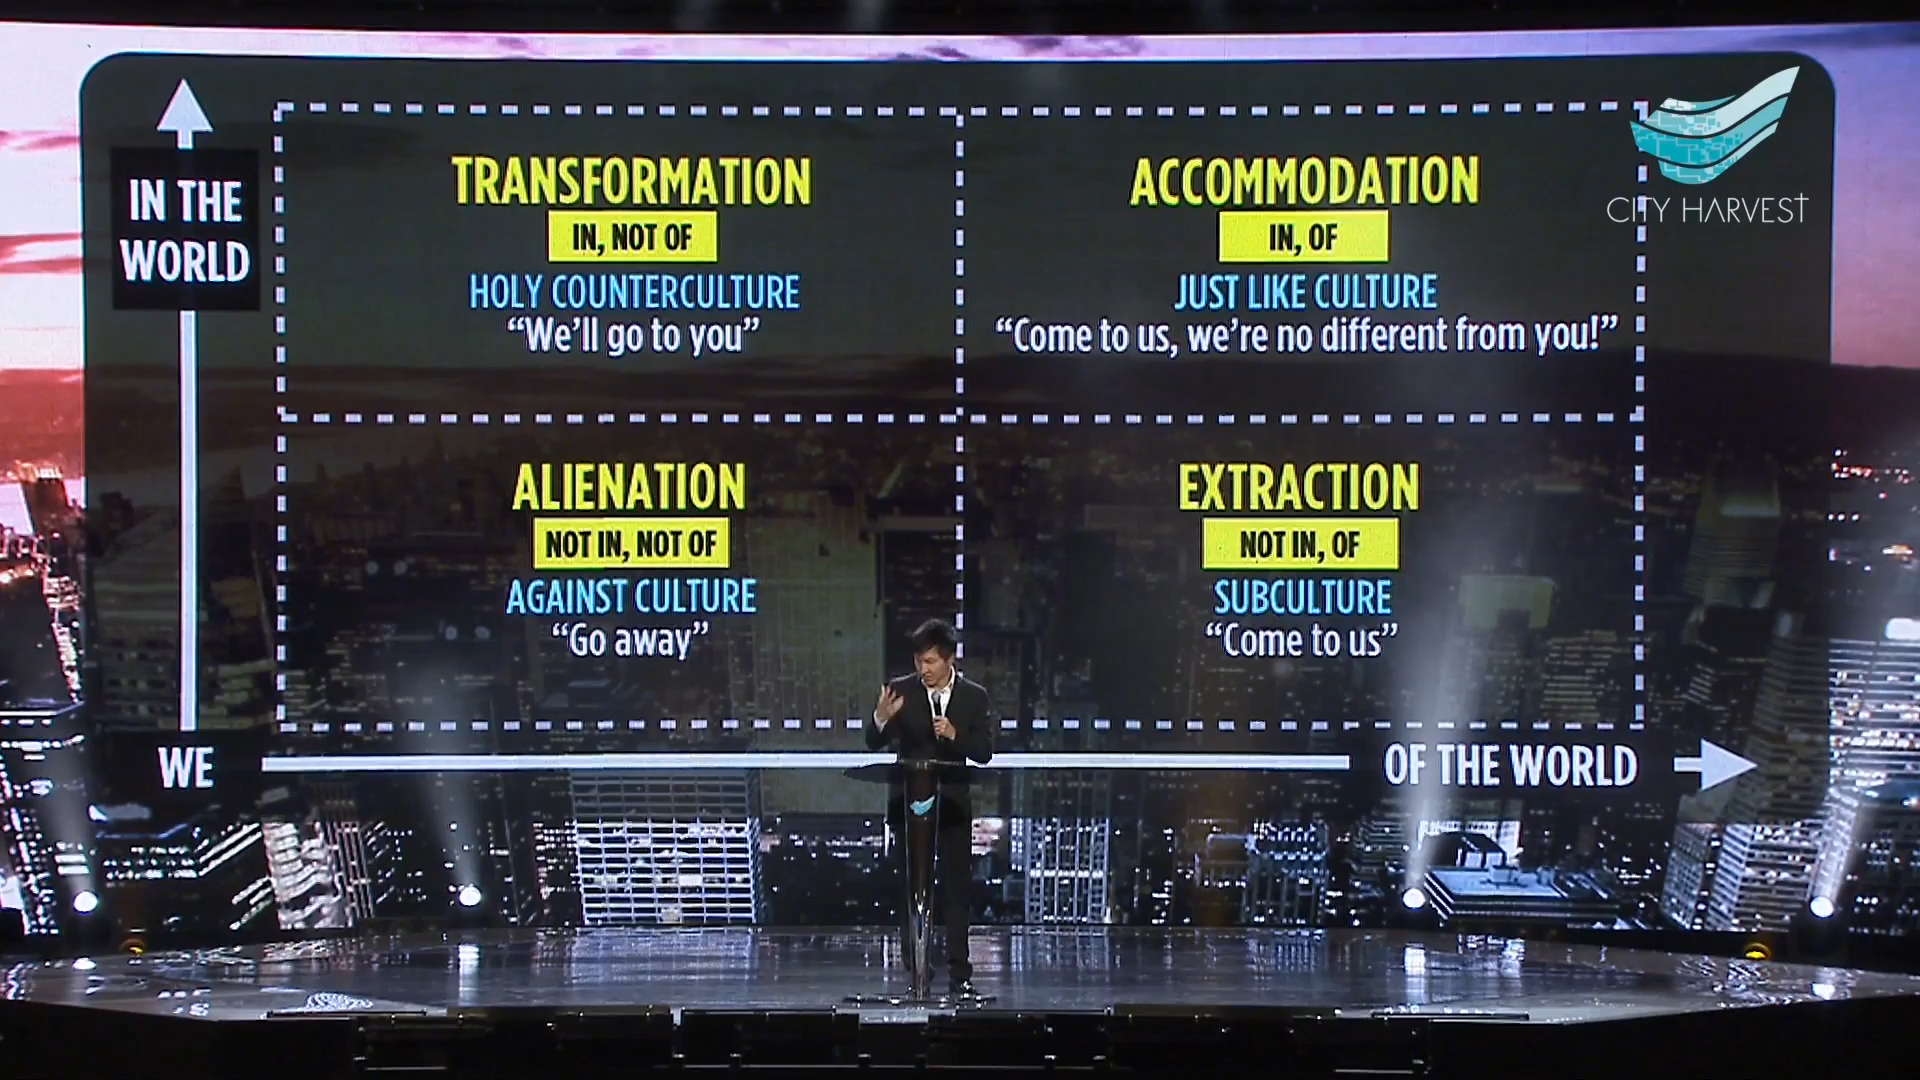 IN THE
WORLD
TRANSFORMATION
IN, NOT OF
HOLY COUNTERCULTURE
“We’ll go to you”
ACCOMMODATION
IN, OF
JUST LIKE CULTURE
“Come to us, we’re no different from you!”
CITY HARVEST
ALIENATION
NOT IN, NOT OF
AGAINST CULTURE
“Go away”
EXTRACTION
NOT IN, OF
SUBCULTURE
“Come to us”
WE
OF THE WORLD